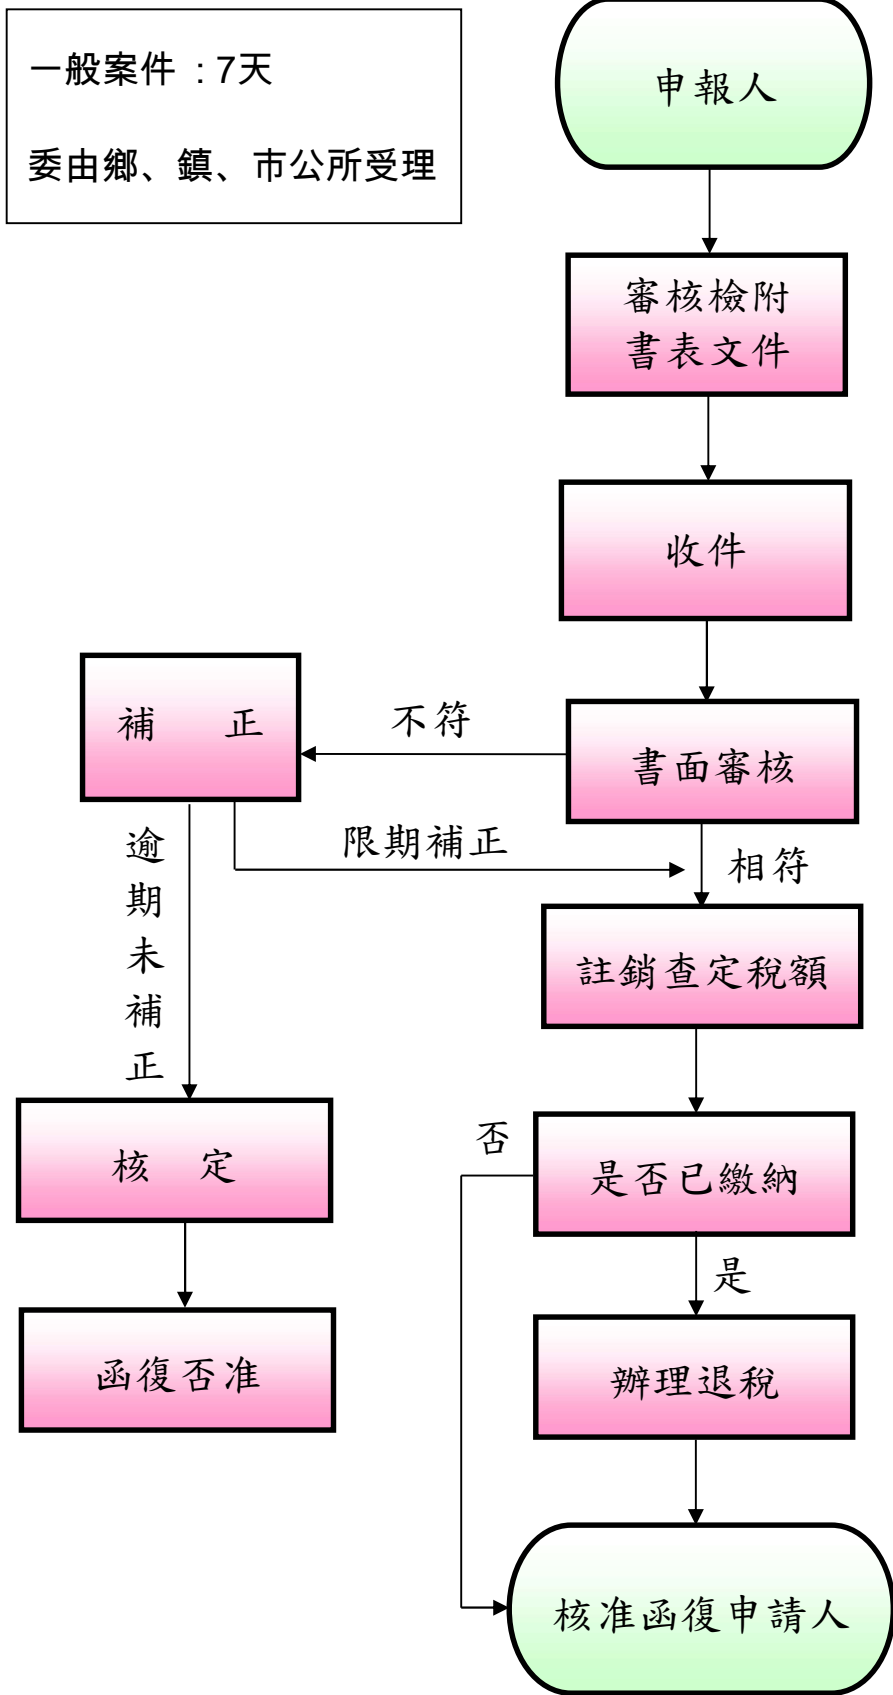 一般案件 : 7天
委由鄉、鎮、市公所受理
申報人
審核檢附
書表文件
收件
書面審核
不符
補 正
限期補正
相符
逾期未補正
註銷查定稅額
核 定
否
是否已繳納
是
函復否准
辦理退稅
核准函復申請人